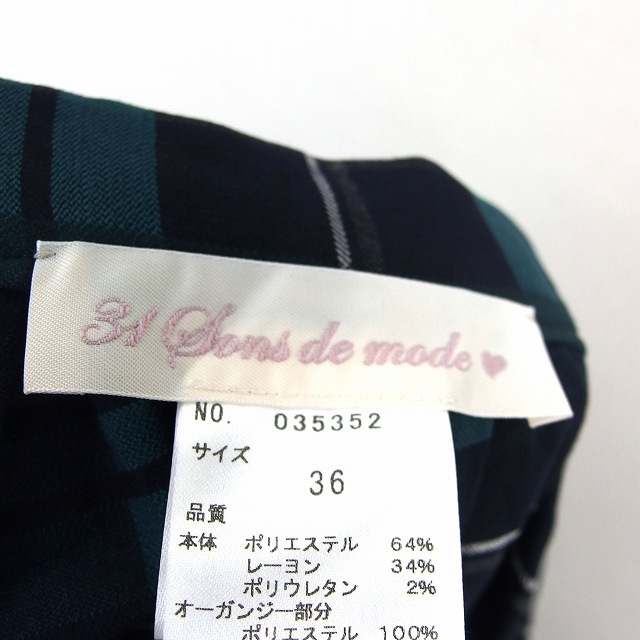 31 Sons de mode
NO. 035352
サイズ
36
品質
本体 ポリエステル 64%
レーヨン 34%
ポリウレタン 2%
オーガンジー部分
ポリエステル 100%